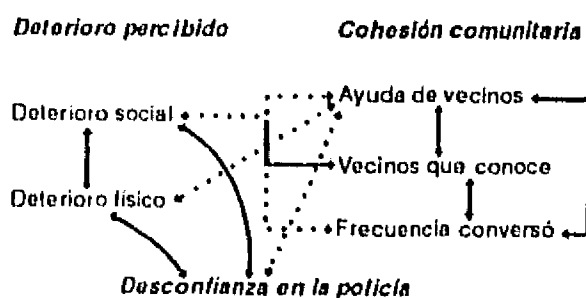 Deterioro percibido
Cohesión comunitaria
Deterioro social
Ayuda de vecinos
Vecinos que conoce
Deterioro físico
Frecuencia conversó
Desconfianza en la policía